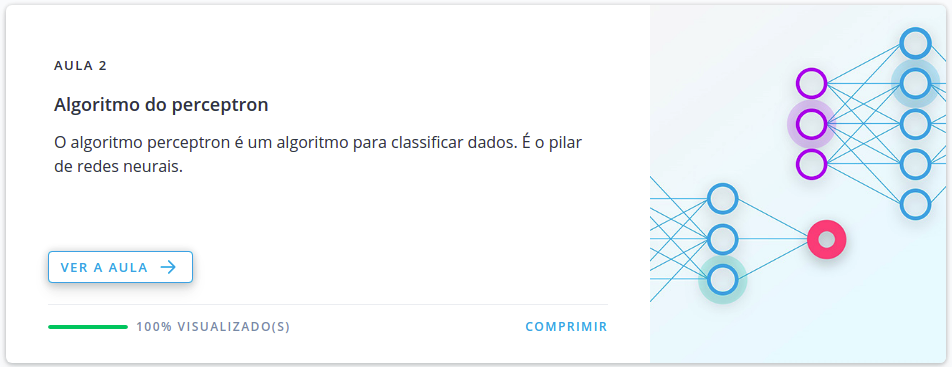 AULA 2
Algoritmo do perceptron
O algoritmo perceptron é um algoritmo para classificar dados. É o pilar
de redes neurais.
VER A AULA
100% VISUALIZADO(S)
COMPRIMIR